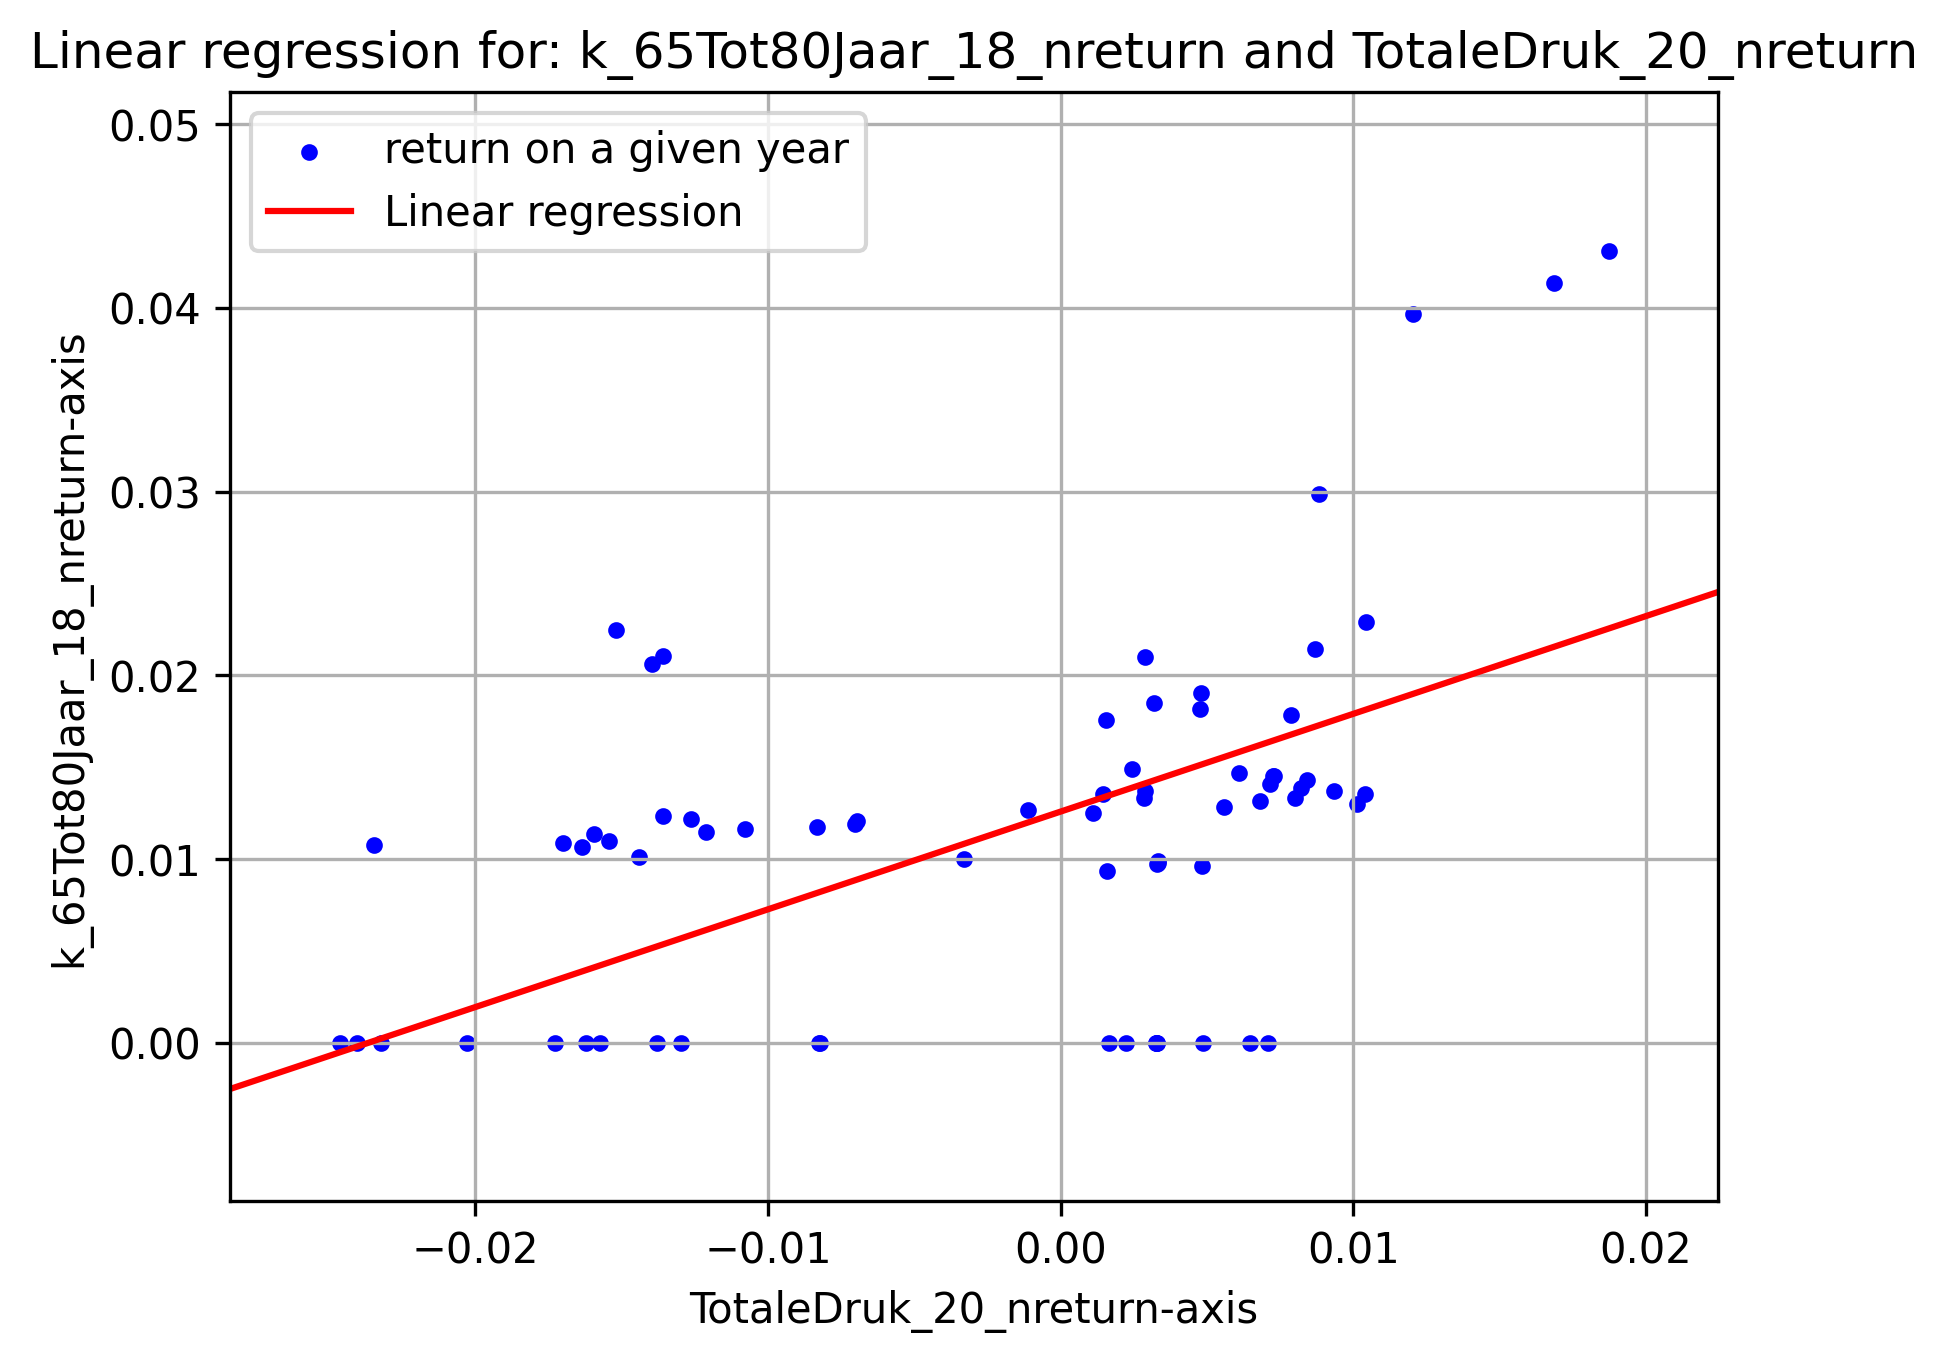 Linear regression for: k_65Tot80Jaar_18_nreturn and TotaleDruk_20_nreturn
return on a given year
Linear regression
0.05
0.04
0.03
0.02
0.01
0.00
k_65Tot80Jaar_18_nreturn-axis
−0.02 −0.01 0.00 0.01 0.02
TotaleDruk_20_nreturn-axis